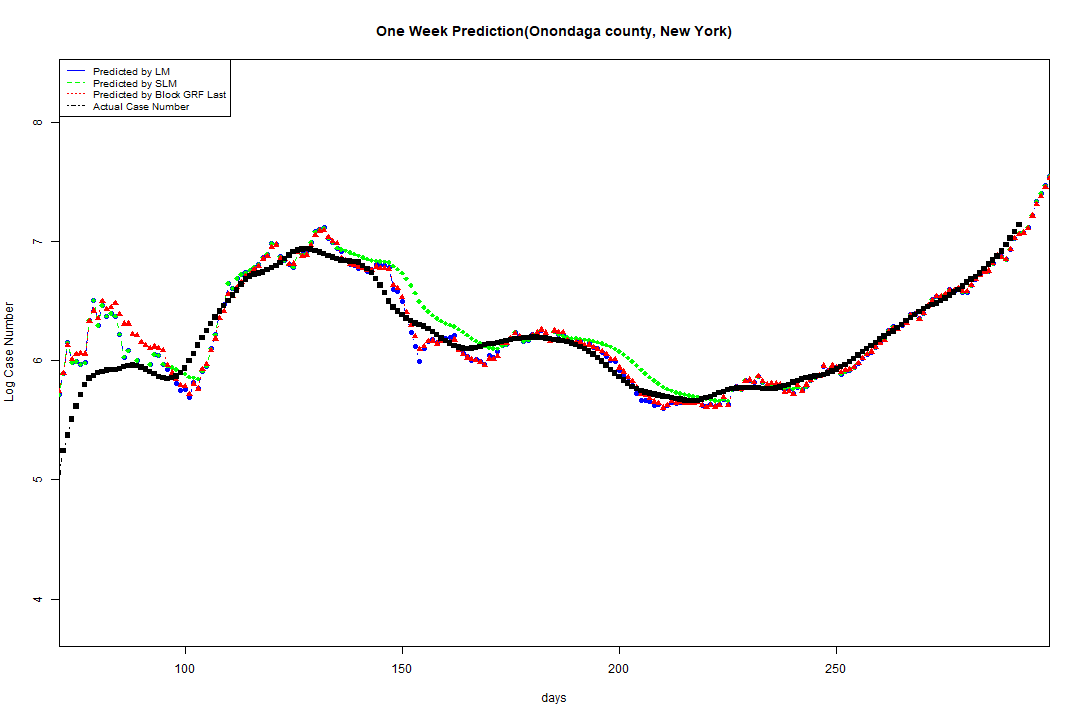 One Week Prediction(Onondaga county, New York)
Predicted by LM
Predicted by SLM
Predicted by Block GRF Last
Actual Case Number
8
7
6
5
4
Log Case Number
100 150 200 250
days